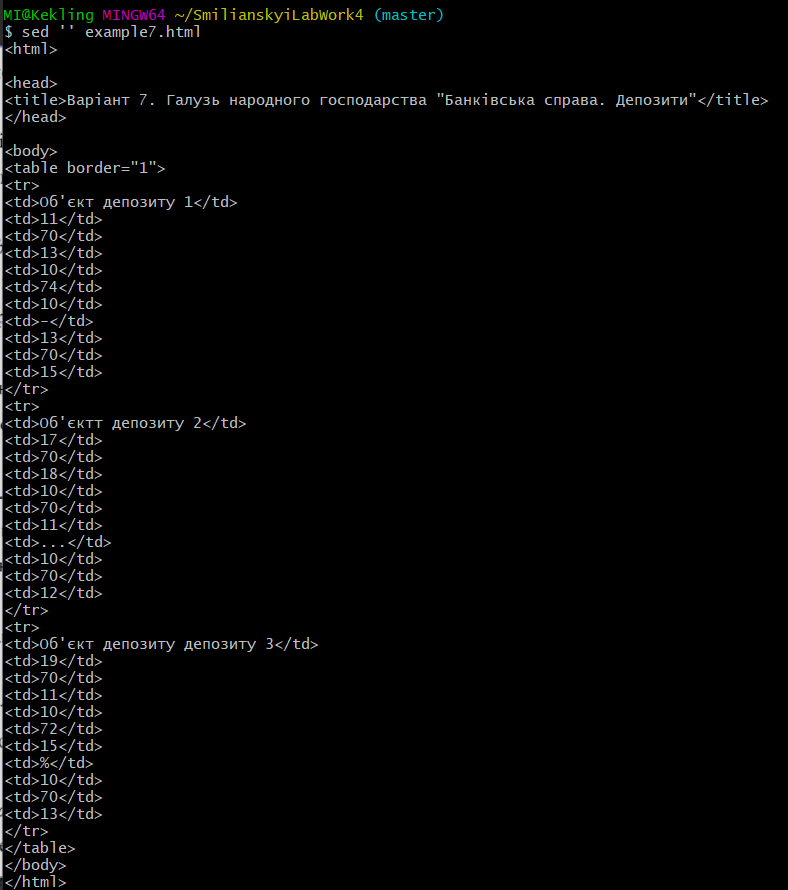 MI@Kekling MINGW64 ~/SmilianskyiLabWork4 (master)
$ sed '' example7.html
<html>
<head>
<title>Варіант 7. Галузь народного господарства "Банківська справа. Депозити"</title>
</head>
<body>
<table border="1">
<tr>
<td>Об'єкт депозиту 1</td>
<td>11</td>
<td>70</td>
<td>13</td>
<td>10</td>
<td>74</td>
<td>10</td>
<td>-</td>
<td>13</td>
<td>70</td>
<td>15</td>
</tr>
<tr>
<td>Об'єктт депозиту 2</td>
<td>17</td>
<td>70</td>
<td>18</td>
<td>10</td>
<td>70</td>
<td>11</td>
<td>...</td>
<td>10</td>
<td>70</td>
<td>12</td>
</tr>
<tr>
<td>Об'єкт депозиту депозиту 3</td>
<td>19</td>
<td>70</td>
<td>11</td>
<td>10</td>
<td>72</td>
<td>15</td>
<td>%</td>
<td>10</td>
<td>70</td>
<td>13</td>
</tr>
</table>
</body>
</html>